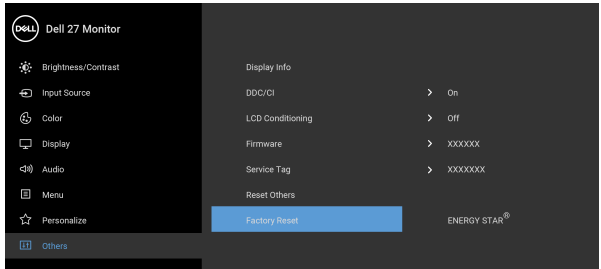 DELL Dell 27 Monitor
Brightness/Contrast
Input Source
Color
Display
Audio
Menu
Personalize
Others
Display Info
DDC/CI > On
LCD Conditioning > Off
Firmware > XXXXXX
Service Tag > XXXXXXX
Reset Others
Factory Reset ENERGY STAR®